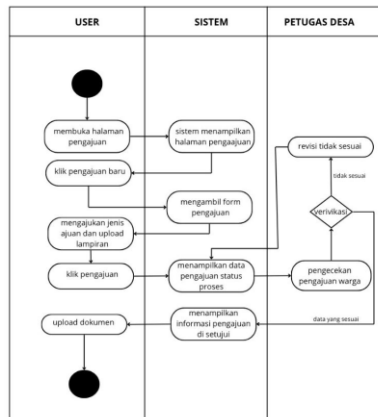 USER
SISTEM
PETUGAS DESA
membuka halaman
pengajuan
sistem menampilkan
halaman pengaajuan
revisi tidak sesuai
klik pengajuan baru
tidak sesuai
mengambil form
pengajuan
verivikasi
mengajukan jenis
ajuan dan upload
lampiran
klik pengajuan
menampilkan data
pengajuan status
proses
pengecekan
pengajuan warga
upload dokumen
menampilkan
informasi pengajuan
di setujui
data yang sesuai